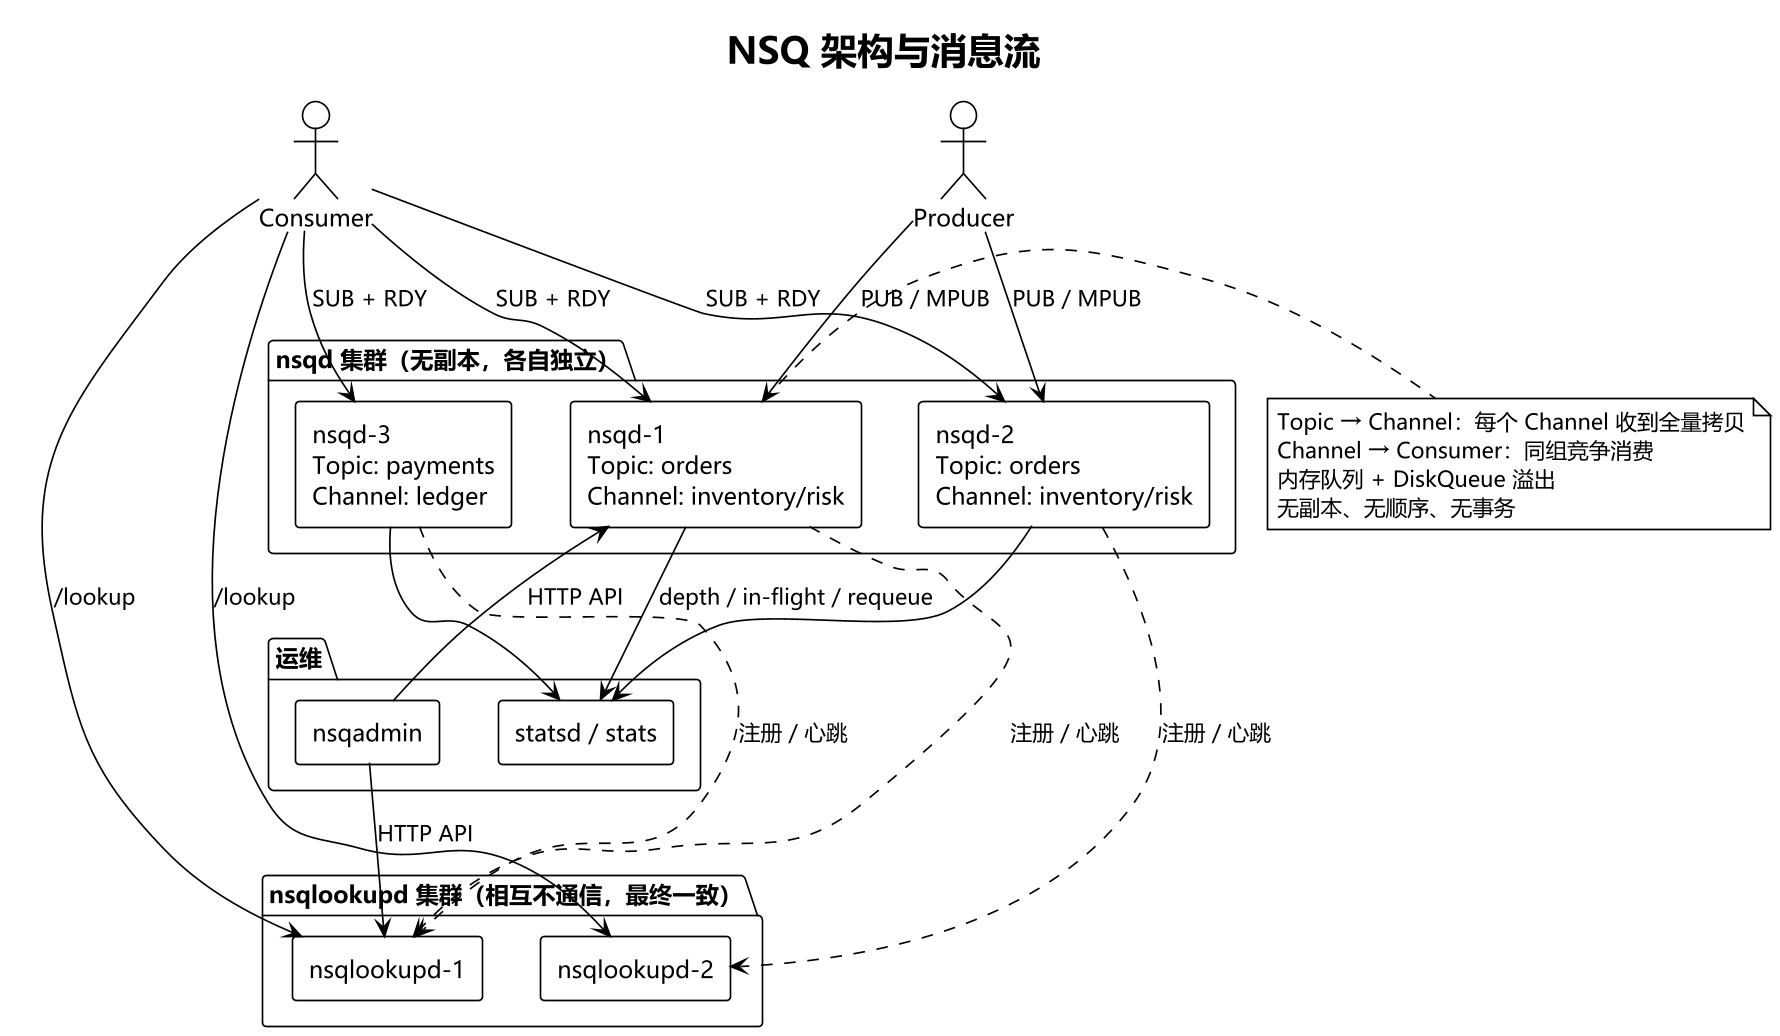 NSQ 架构与消息流
Consumer
Producer
SUB + RDY
SUB + RDY
SUB + RDY
PUB / MPUB
PUB / MPUB
nsqd 集群（无副本，各自独立）
nsqd-3
Topic: payments
Channel: ledger
nsqd-1
Topic: orders
Channel: inventory/risk
nsqd-2
Topic: orders
Channel: inventory/risk
Topic → Channel：每个 Channel 收到全量拷贝
Channel → Consumer：同组竞争消费
内存队列 + DiskQueue 溢出
无副本、无顺序、无事务
/lookup
/lookup
HTTP API
depth / in-flight / requeue
运维
nsqadmin
statsd / stats
注册 / 心跳
注册 / 心跳
注册 / 心跳
HTTP API
nsqlookupd 集群（相互不通信，最终一致）
nsqlookupd-1
nsqlookupd-2